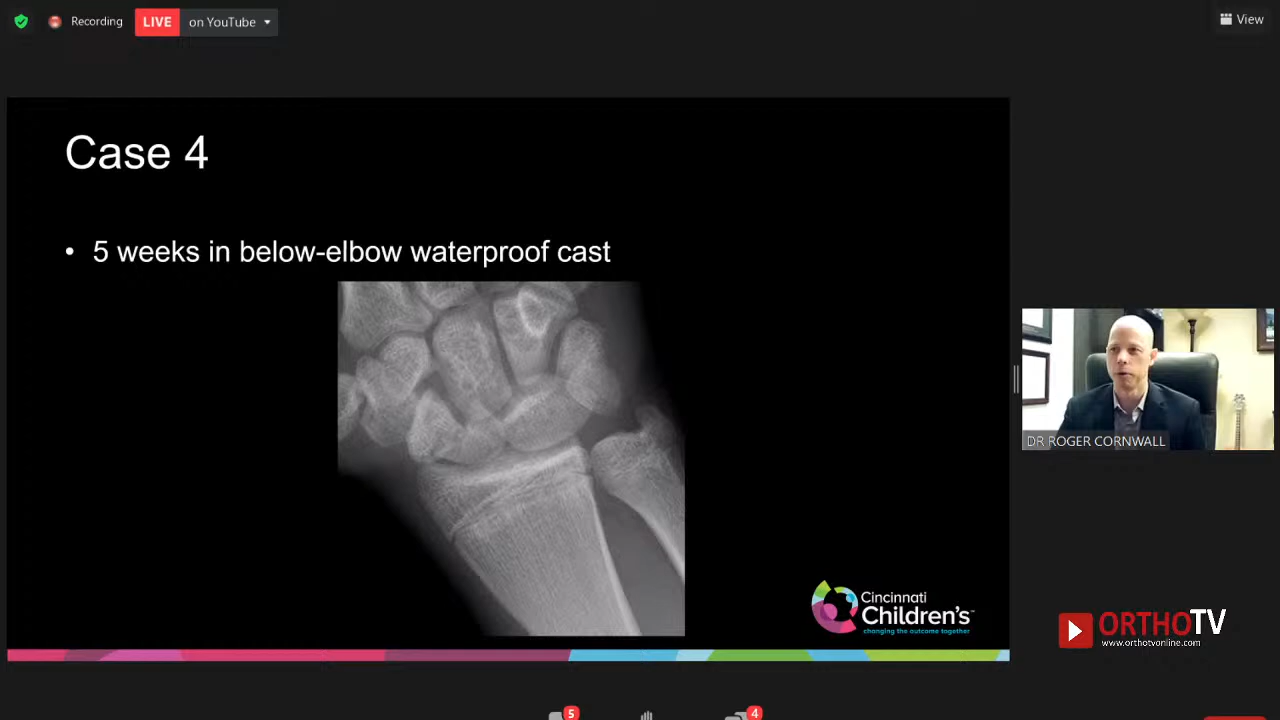 Recording
LIVE on YouTube
View
Case 4
• 5 weeks in below-elbow waterproof cast
DR ROGER CORNWALL
Cincinnati
Children's™
changing the outcome together
ORTHOTV
www.orthotvonline.com
5
4